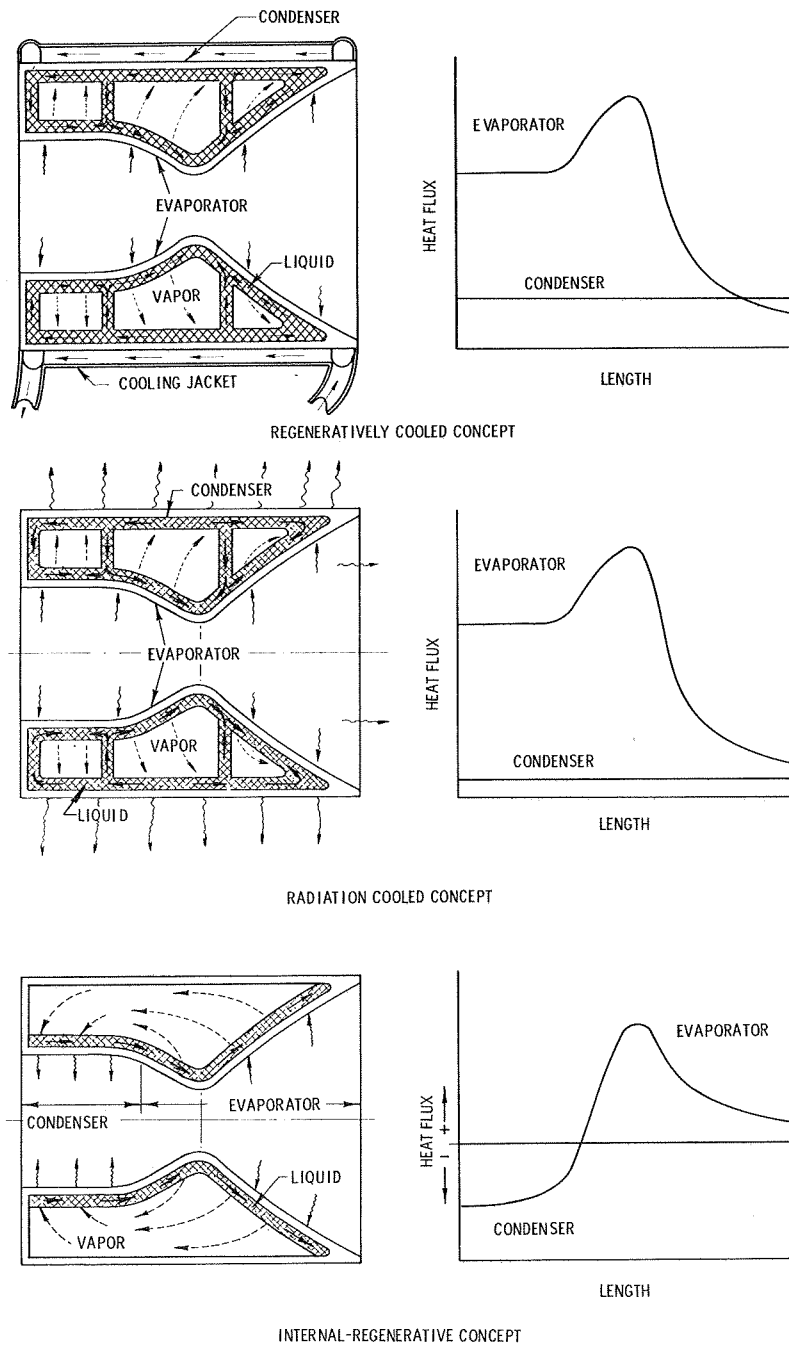 CONDENSER
EVAPORATOR
LIQUID
VAPOR
COOLING JACKET
HEAT FLUX
EVAPORATOR
CONDENSER
LENGTH
REGENERATIVELY COOLED CONCEPT
CONDENSER
EVAPORATOR
VAPOR
LIQUID
HEAT FLUX
EVAPORATOR
CONDENSER
LENGTH
RADIATION COOLED CONCEPT
CONDENSER
EVAPORATOR
LIQUID
VAPOR
HEAT FLUX
+
-
EVAPORATOR
CONDENSER
LENGTH
INTERNAL-REGENERATIVE CONCEPT